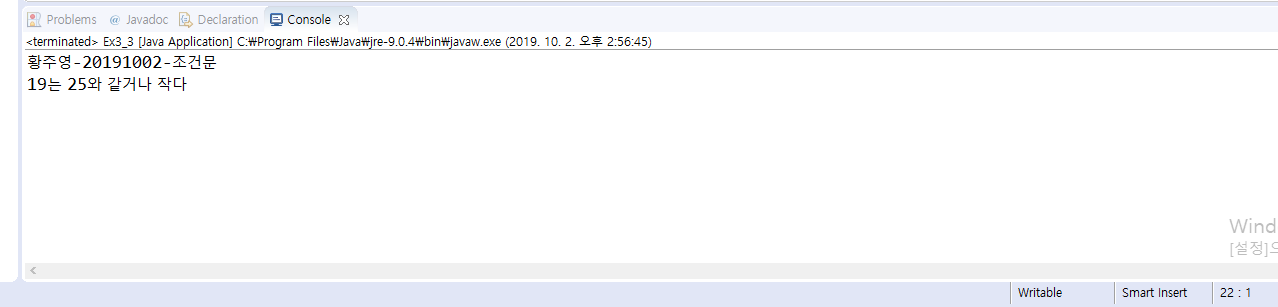 Problems @ Javadoc Declaration Console
<terminated> Ex3_3 [Java Application] C:₩Program Files₩Java₩jre-9.0.4₩bin₩javaw.exe (2019. 10. 2. 오후 2:56:45)
황주영-20191002-조건문
19는 25와 같거나 작다
Wind
[설정]으
Writable Smart Insert 22 : 1